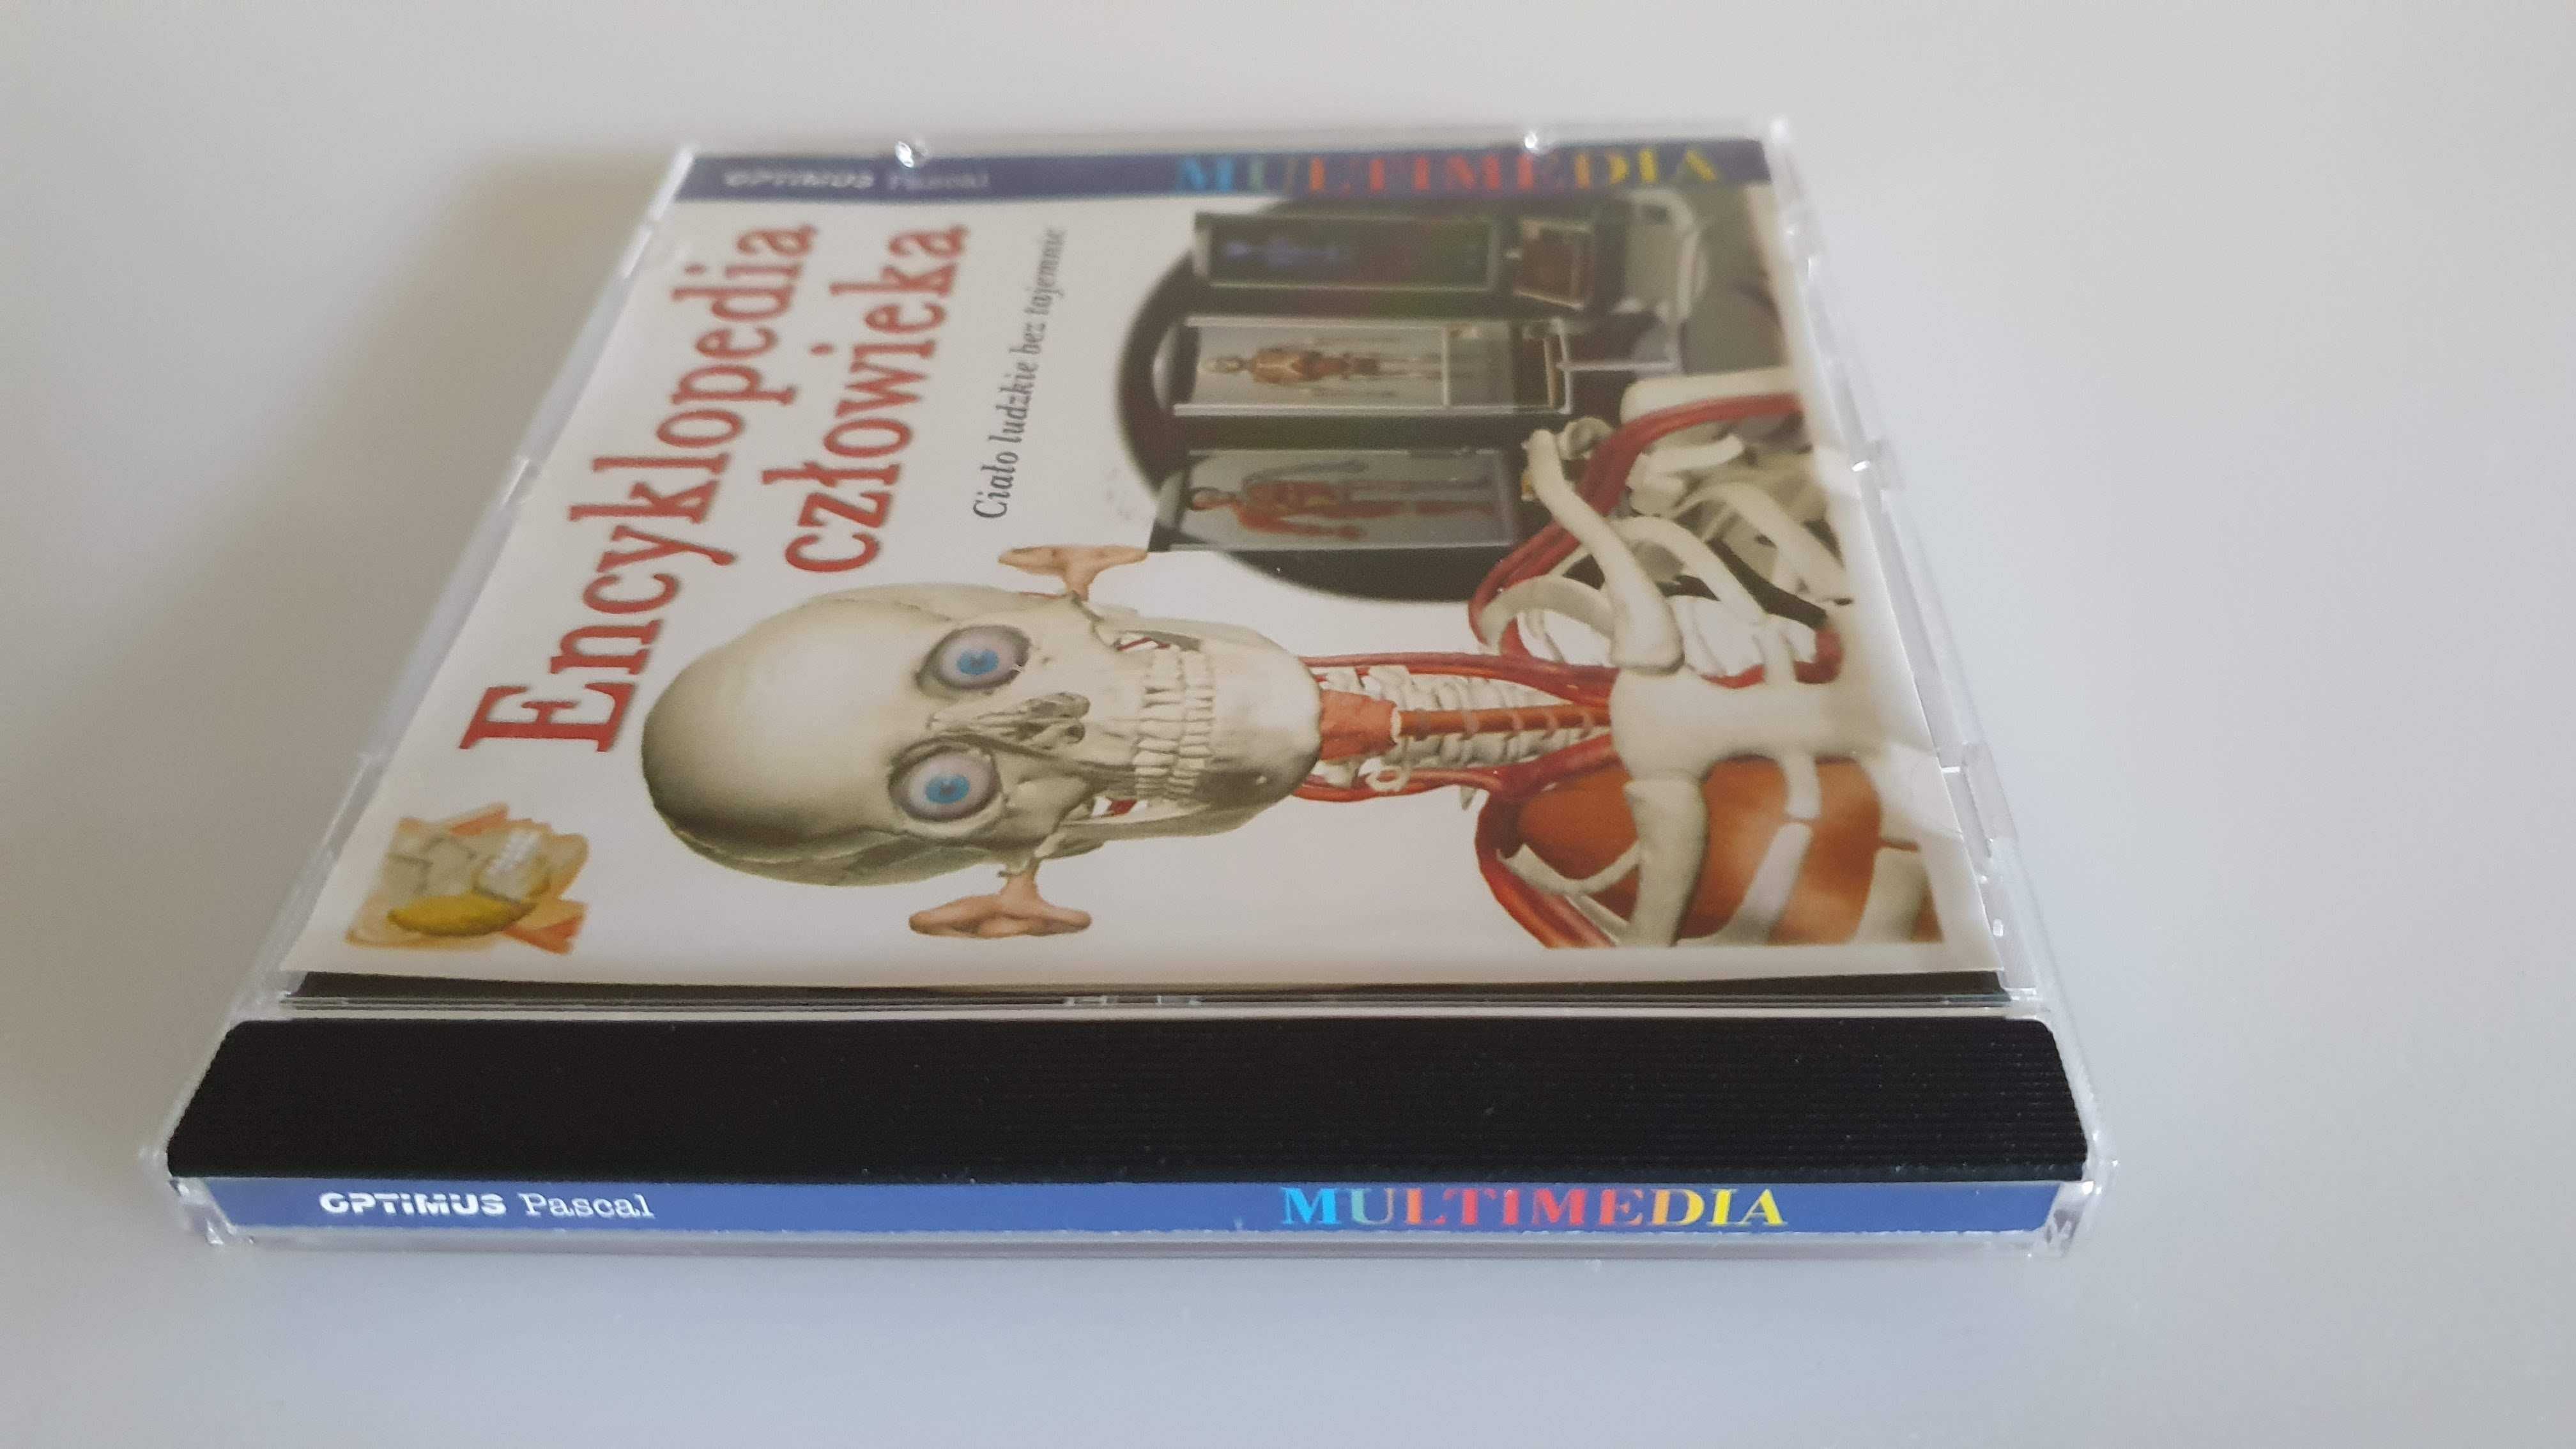 OPTIMUS Pascal
MULTIMEDIA
Encyklopedia
człowieka
Ciało ludzkie bez tajemnic
OPTIMUS Pascal
MULTIMEDIA